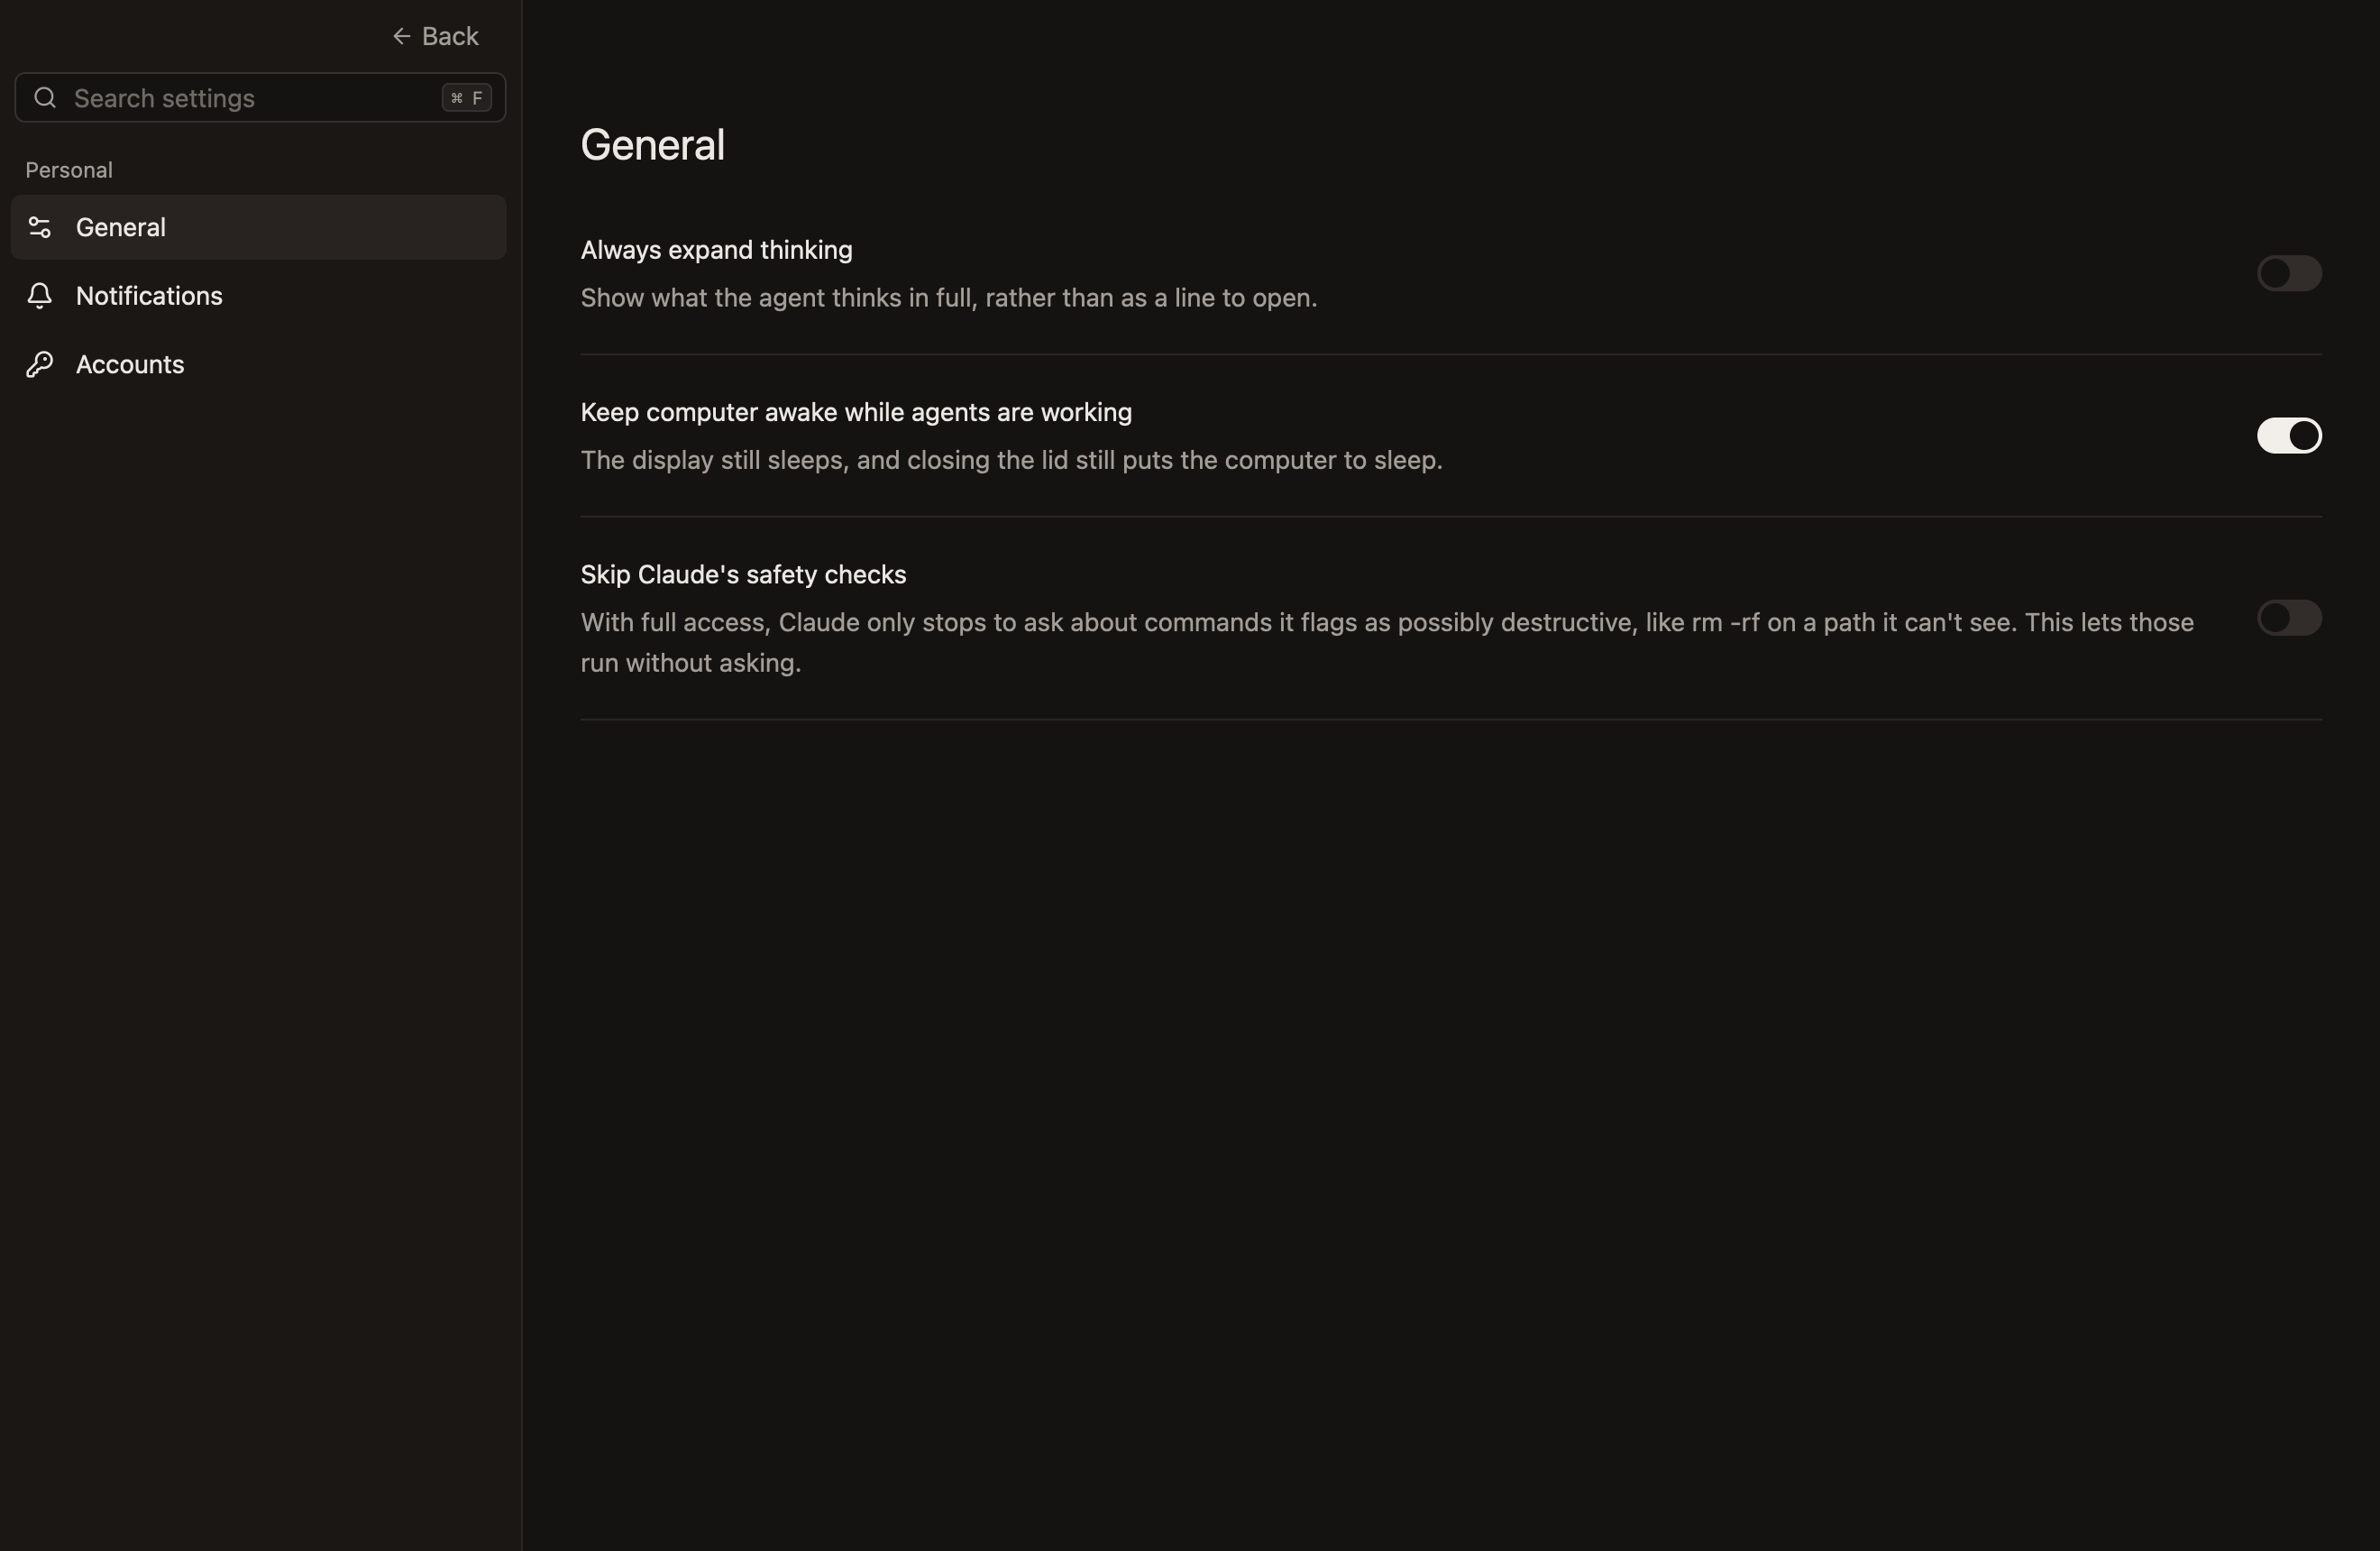 Back
Search settings
⌘ F
Personal
General
Notifications
Accounts
General
Always expand thinking
Show what the agent thinks in full, rather than as a line to open.
Keep computer awake while agents are working
The display still sleeps, and closing the lid still puts the computer to sleep.
Skip Claude's safety checks
With full access, Claude only stops to ask about commands it flags as possibly destructive, like rm -rf on a path it can't see. This lets those
run without asking.